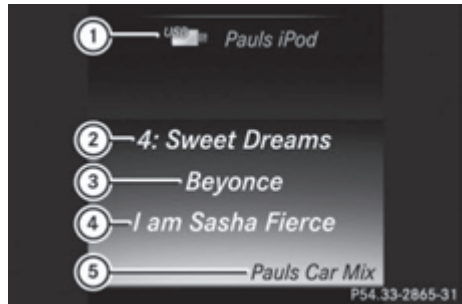 1 USB Pauls iPod
2 4: Sweet Dreams
3 Beyonce
4 I am Sasha Fierce
5 Pauls Car Mix
P54.33-2865-31